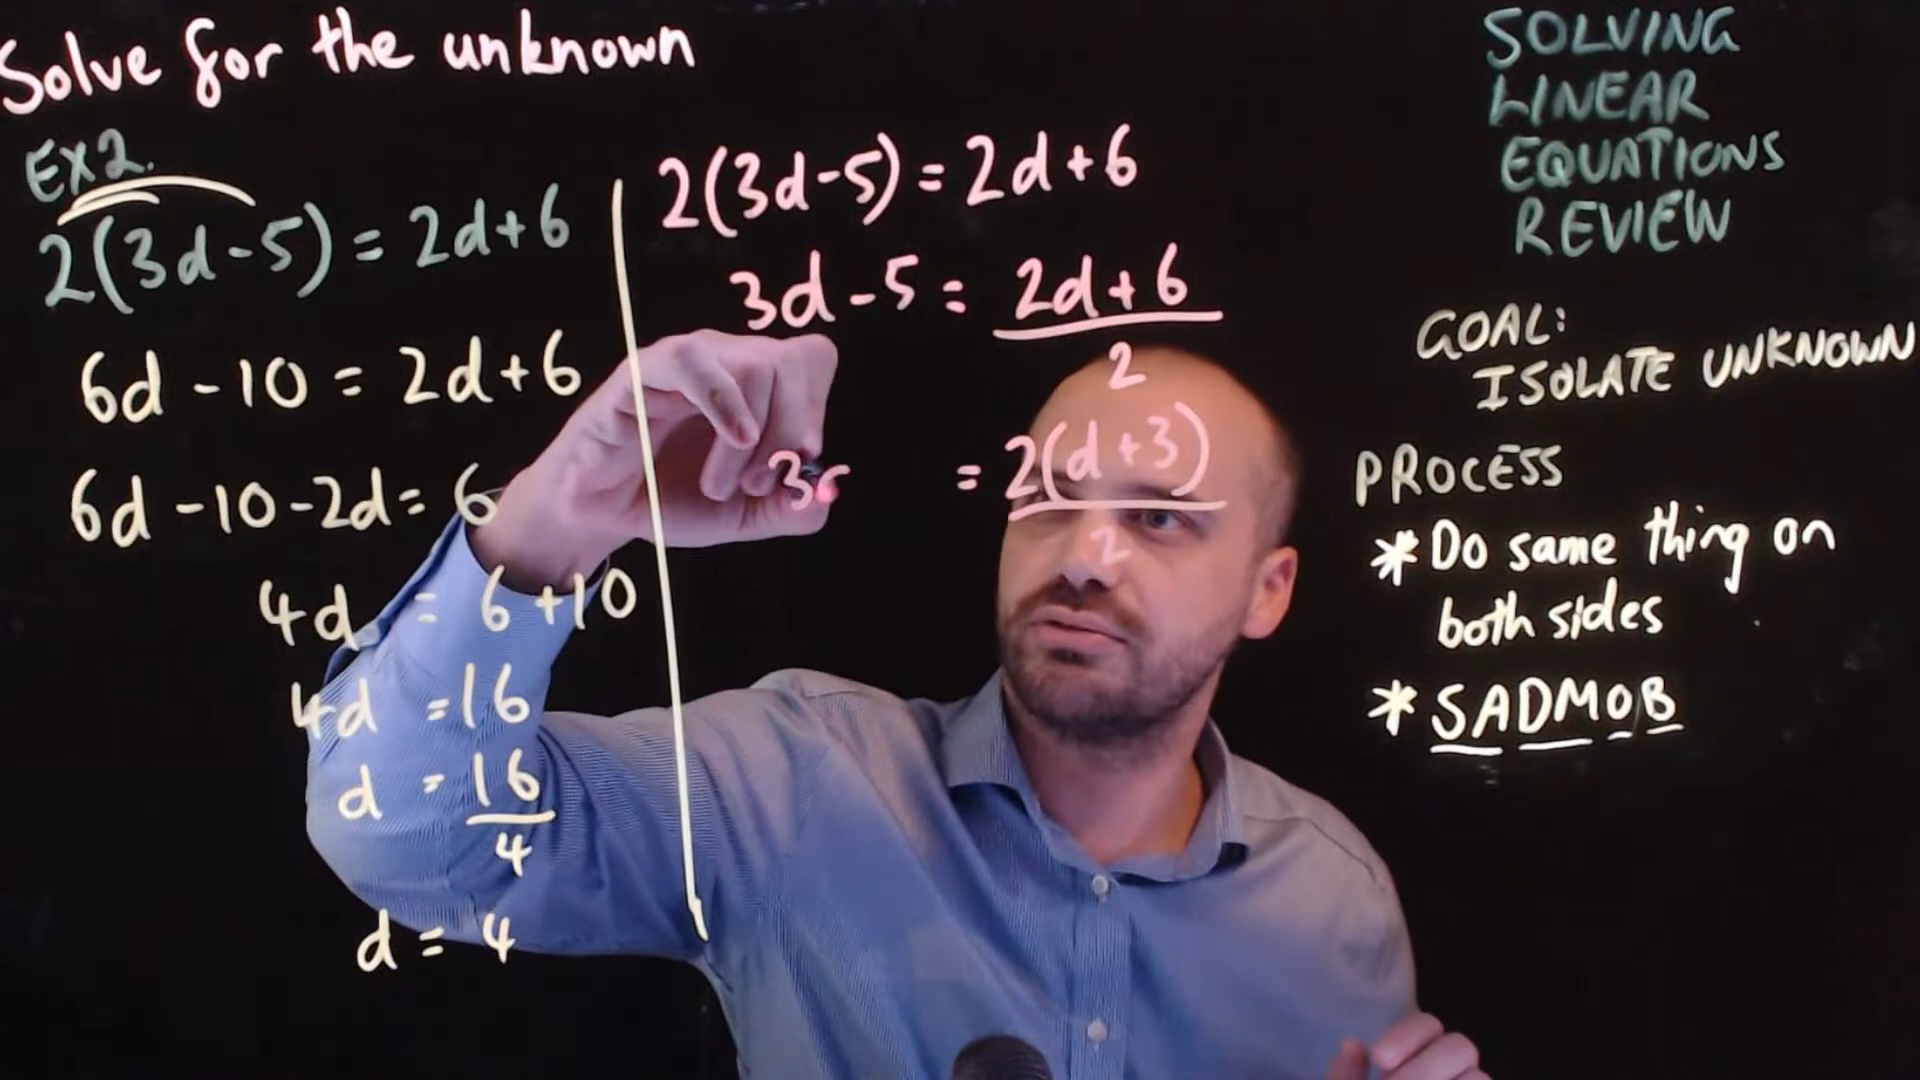 Solve for the unknown
EX2.
2(3d-5) = 2d+6
6d -10 = 2d+6
6d -10 -2d = 6
4d = 6 +10
4d = 16
d = 16
4
d = 4
2(3d-5) = 2d+6
3d -5 = 2d+6
2
3 = 2(d+3)
2
SOLVING
LINEAR
EQUATIONS
REVIEW
GOAL:
ISOLATE UNKNOWN
PROCESS
* Do same thing on
both sides
* SADMOB